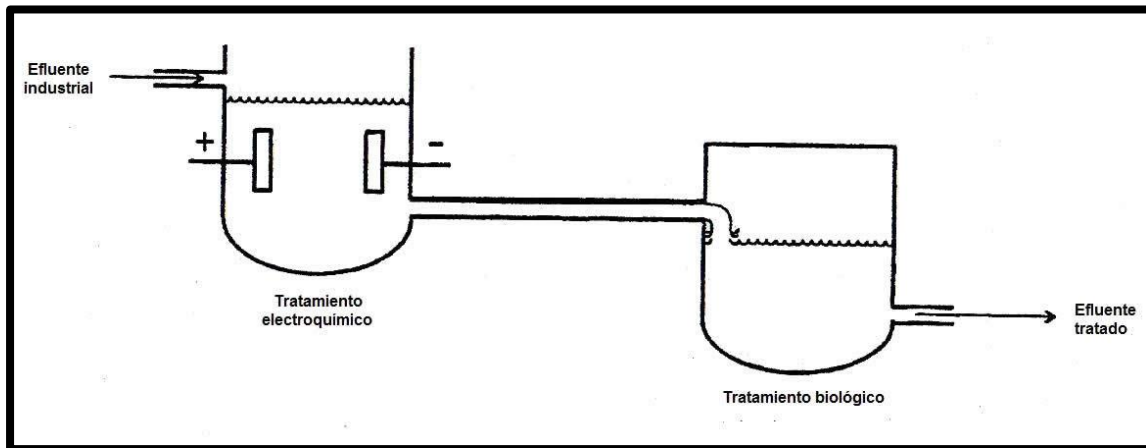 Efluente
industrial
+
-
Tratamiento
electroquímico
Efluente
tratado
Tratamiento biológico